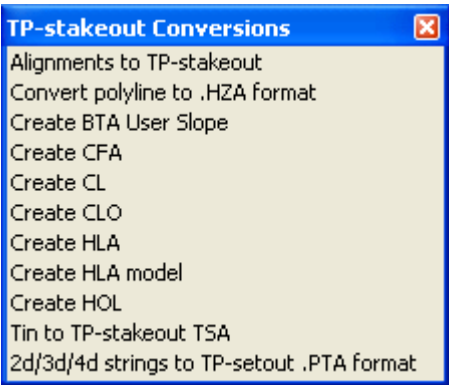 TP-stakeout Conversions
Alignments to TP-stakeout
Convert polyline to .HZA format
Create BTA User Slope
Create CFA
Create CL
Create CLO
Create HLA
Create HLA model
Create HOL
Tin to TP-stakeout TSA
2d/3d/4d strings to TP-setout .PTA format